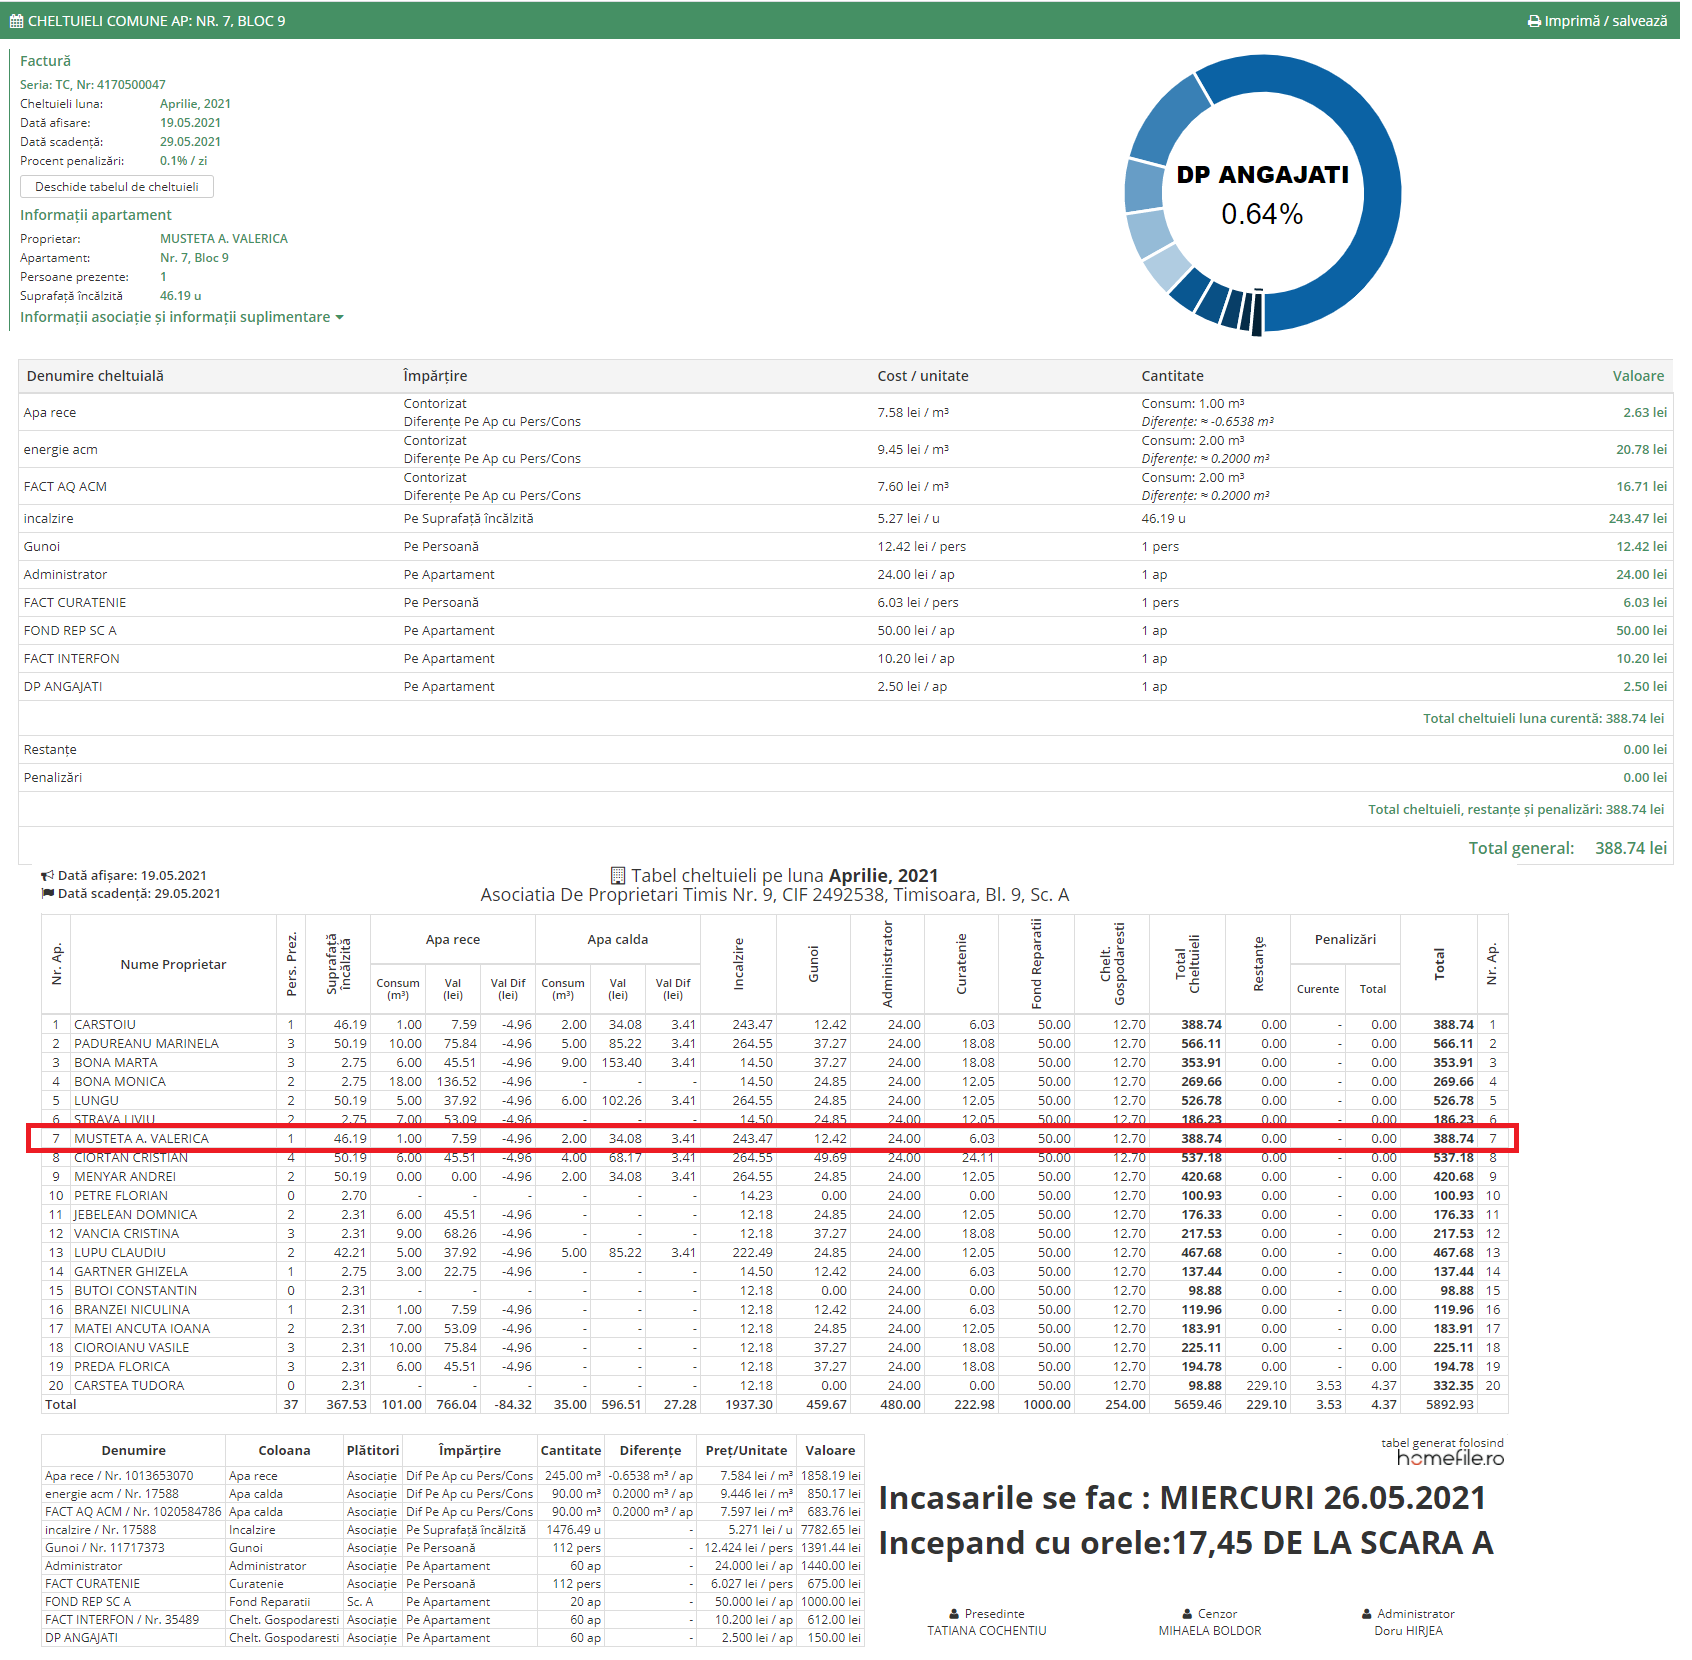 CHELTUIELI COMUNE AP: NR. 7, BLOC 9
Imprimă / salvează
Factură
Seria: TC, Nr: 4170500047
Cheltuieli luna: Aprilie, 2021
Dată afisare: 19.05.2021
Dată scadență: 29.05.2021
Procent penalizări: 0.1% / zi
Deschide tabelul de cheltuieli
Informații apartament
Proprietar: MUSTETA A. VALERICA
Apartament: Nr. 7, Bloc 9
Persoane prezente: 1
Suprafață încălzită 46.19 u
Informații asociație și informații suplimentare
DP ANGAJATI
0.64%
Denumire cheltuială Împărțire Cost / unitate Cantitate Valoare
Apa rece Contorizat Diferențe Pe Ap cu Pers/Cons 7.58 lei / m³ Consum: 1.00 m³ Diferențe: ≈ -0.6538 m³ 2.63 lei
energie acm Contorizat Diferențe Pe Ap cu Pers/Cons 9.45 lei / m³ Consum: 2.00 m³ Diferențe: ≈ 0.2000 m³ 20.78 lei
FACT AQ ACM Contorizat Diferențe Pe Ap cu Pers/Cons 7.60 lei / m³ Consum: 2.00 m³ Diferențe: ≈ 0.2000 m³ 16.71 lei
incalzire Pe Suprafață încălzită 5.27 lei / u 46.19 u 243.47 lei
Gunoi Pe Persoană 12.42 lei / pers 1 pers 12.42 lei
Administrator Pe Apartament 24.00 lei / ap 1 ap 24.00 lei
FACT CURATENIE Pe Persoană 6.03 lei / pers 1 pers 6.03 lei
FOND REP SC A Pe Apartament 50.00 lei / ap 1 ap 50.00 lei
FACT INTERFON Pe Apartament 10.20 lei / ap 1 ap 10.20 lei
DP ANGAJATI Pe Apartament 2.50 lei / ap 1 ap 2.50 lei
Total cheltuieli luna curentă: 388.74 lei
Restanțe 0.00 lei
Penalizări 0.00 lei
Total cheltuieli, restanțe și penalizări: 388.74 lei
Total general: 388.74 lei
Dată afișare: 19.05.2021
Dată scadență: 29.05.2021
Tabel cheltuieli pe luna Aprilie, 2021
Asociatia De Proprietari Timis Nr. 9, CIF 2492538, Timisoara, Bl. 9, Sc. A
Nr. Ap. Nume Proprietar Pers. Prez. Suprafață încălzită Apa rece Apa calda Incalzire Gunoi Administrator Curatenie Fond Reparatii Chelt. Gospodaresti Total Cheltuieli Restanțe Penalizări Total Nr. Ap.
Consum (m³) Val (lei) Val Dif (lei) Consum (m³) Val (lei) Val Dif (lei) Curente Total
1 CARSTOIU 1 46.19 1.00 7.59 -4.96 2.00 34.08 3.41 243.47 12.42 24.00 6.03 50.00 12.70 388.74 0.00 - 0.00 388.74 1
2 PADUREANU MARINELA 3 50.19 10.00 75.84 -4.96 5.00 85.22 3.41 264.55 37.27 24.00 18.08 50.00 12.70 566.11 0.00 - 0.00 566.11 2
3 BONA MARTA 3 2.75 6.00 45.51 -4.96 9.00 153.40 3.41 14.50 37.27 24.00 18.08 50.00 12.70 353.91 0.00 - 0.00 353.91 3
4 BONA MONICA 2 2.75 18.00 136.52 -4.96 - - - 14.50 24.85 24.00 12.05 50.00 12.70 269.66 0.00 - 0.00 269.66 4
5 LUNGU 2 50.19 5.00 37.92 -4.96 6.00 102.26 3.41 264.55 24.85 24.00 12.05 50.00 12.70 526.78 0.00 - 0.00 526.78 5
6 STRAVA LIVIU 2 2.75 7.00 53.09 -4.96 - - - 14.50 24.85 24.00 12.05 50.00 12.70 186.23 0.00 - 0.00 186.23 6
7 MUSTETA A. VALERICA 1 46.19 1.00 7.59 -4.96 2.00 34.08 3.41 243.47 12.42 24.00 6.03 50.00 12.70 388.74 0.00 - 0.00 388.74 7
8 CIORTAN CRISTIAN 4 50.19 6.00 45.51 -4.96 4.00 68.17 3.41 264.55 49.69 24.00 24.11 50.00 12.70 537.18 0.00 - 0.00 537.18 8
9 MENYAR ANDREI 2 50.19 0.00 0.00 -4.96 2.00 34.08 3.41 264.55 24.85 24.00 12.05 50.00 12.70 420.68 0.00 - 0.00 420.68 9
10 PETRE FLORIAN 0 2.70 - - - - - - 14.23 0.00 24.00 0.00 50.00 12.70 100.93 0.00 - 0.00 100.93 10
11 JEBELEAN DOMNICA 2 2.31 6.00 45.51 -4.96 - - - 12.18 24.85 24.00 12.05 50.00 12.70 176.33 0.00 - 0.00 176.33 11
12 VANCIA CRISTINA 3 2.31 9.00 68.26 -4.96 - - - 12.18 37.27 24.00 18.08 50.00 12.70 217.53 0.00 - 0.00 217.53 12
13 LUPU CLAUDIU 2 42.21 5.00 37.92 -4.96 5.00 85.22 3.41 222.49 24.85 24.00 12.05 50.00 12.70 467.68 0.00 - 0.00 467.68 13
14 GARTNER GHIZELA 1 2.75 3.00 22.75 -4.96 - - - 14.50 12.42 24.00 6.03 50.00 12.70 137.44 0.00 - 0.00 137.44 14
15 BUTOI CONSTANTIN 0 2.31 - - - - - - 12.18 0.00 24.00 0.00 50.00 12.70 98.88 0.00 - 0.00 98.88 15
16 BRANZEI NICULINA 1 2.31 1.00 7.59 -4.96 - - - 12.18 12.42 24.00 6.03 50.00 12.70 119.96 0.00 - 0.00 119.96 16
17 MATEI ANCUTA IOANA 2 2.31 7.00 53.09 -4.96 - - - 12.18 24.85 24.00 12.05 50.00 12.70 183.91 0.00 - 0.00 183.91 17
18 CIOROIANU VASILE 3 2.31 10.00 75.84 -4.96 - - - 12.18 37.27 24.00 18.08 50.00 12.70 225.11 0.00 - 0.00 225.11 18
19 PREDA FLORICA 3 2.31 6.00 45.51 -4.96 - - - 12.18 37.27 24.00 18.08 50.00 12.70 194.78 0.00 - 0.00 194.78 19
20 CARSTEA TUDORA 0 2.31 - - - - - - 12.18 0.00 24.00 0.00 50.00 12.70 98.88 229.10 3.53 4.37 332.35 20
Total 37 367.53 101.00 766.04 -84.32 35.00 596.51 27.28 1937.30 459.67 480.00 222.98 1000.00 254.00 5659.46 229.10 3.53 4.37 5892.93
Denumire Coloana Plătitori Împărțire Cantitate Diferențe Preț/Unitate Valoare
Apa rece / Nr. 1013653070 Apa rece Asociație Dif Pe Ap cu Pers/Cons 245.00 m³ -0.6538 m³ / ap 7.584 lei / m³ 1858.19 lei
energie acm / Nr. 17588 Apa calda Asociație Dif Pe Ap cu Pers/Cons 90.00 m³ 0.2000 m³ / ap 9.446 lei / m³ 850.17 lei
FACT AQ ACM / Nr. 1020584786 Apa calda Asociație Dif Pe Ap cu Pers/Cons 90.00 m³ 0.2000 m³ / ap 7.597 lei / m³ 683.76 lei
incalzire / Nr. 17588 Incalzire Asociație Pe Suprafață încălzită 1476.49 u - 5.271 lei / u 7782.65 lei
Gunoi / Nr. 11717373 Gunoi Asociație Pe Persoană 112 pers - 12.424 lei / pers 1391.44 lei
Administrator Administrator Asociație Pe Apartament 60 ap - 24.000 lei / ap 1440.00 lei
FACT CURATENIE Curatenie Asociație Pe Persoană 112 pers - 6.027 lei / pers 675.00 lei
FOND REP SC A Fond Reparatii Sc. A Pe Apartament 20 ap - 50.000 lei / ap 1000.00 lei
FACT INTERFON / Nr. 35489 Chelt. Gospodaresti Asociație Pe Apartament 60 ap - 10.200 lei / ap 612.00 lei
DP ANGAJATI Chelt. Gospodaresti Asociație Pe Apartament 60 ap - 2.500 lei / ap 150.00 lei
tabel generat folosind
homefile.ro
Incasarile se fac : MIERCURI 26.05.2021
Incepand cu orele:17,45 DE LA SCARA A
Presedinte Cenzor Administrator
TATIANA COCHENTIU MIHAELA BOLDOR Doru HIRJEA